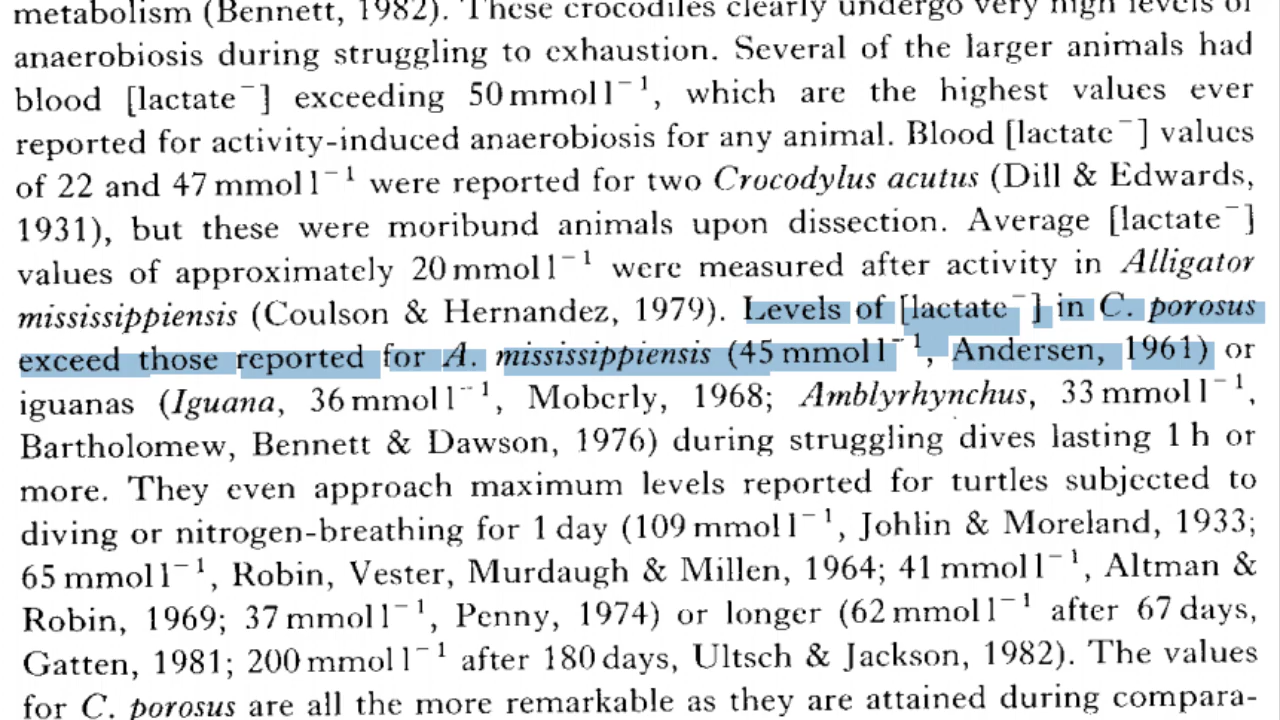 metabolism (Bennett, 1982). These crocodiles clearly undergo very high levels of
anaerobiosis during struggling to exhaustion. Several of the larger animals had
blood [lactate⁻] exceeding 50 mmol l⁻¹, which are the highest values ever
reported for activity-induced anaerobiosis for any animal. Blood [lactate⁻] values
of 22 and 47 mmol l⁻¹ were reported for two Crocodylus acutus (Dill & Edwards,
1931), but these were moribund animals upon dissection. Average [lactate⁻]
values of approximately 20 mmol l⁻¹ were measured after activity in Alligator
mississippiensis (Coulson & Hernandez, 1979). Levels of [lactate⁻] in C. porosus
exceed those reported for A. mississippiensis (45 mmol l⁻¹, Andersen, 1961) or
iguanas (Iguana, 36 mmol l⁻¹, Moberly, 1968; Amblyrhynchus, 33 mmol l⁻¹,
Bartholomew, Bennett & Dawson, 1976) during struggling dives lasting 1 h or
more. They even approach maximum levels reported for turtles subjected to
diving or nitrogen-breathing for 1 day (109 mmol l⁻¹, Johlin & Moreland, 1933;
65 mmol l⁻¹, Robin, Vester, Murdaugh & Millen, 1964; 41 mmol l⁻¹, Altman &
Robin, 1969; 37 mmol l⁻¹, Penny, 1974) or longer (62 mmol l⁻¹ after 67 days,
Gatten, 1981; 200 mmol l⁻¹ after 180 days, Ultsch & Jackson, 1982). The values
for C. porosus are all the more remarkable as they are attained during compara-